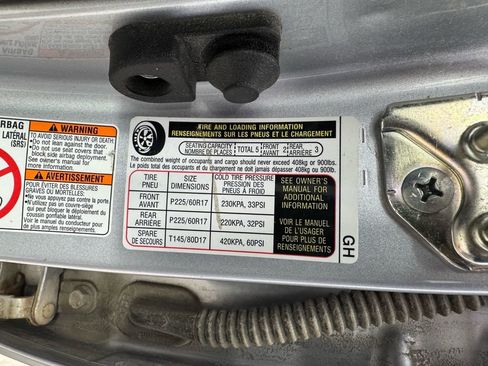 WARNING
TO AVOID SERIOUS INJURY OR DEATH:
• Do not lean against the door.
• Do not use seat covers that
block side airbag deployment.
See owner's manual for
more information.
RBAG
LATÉRAL
(SRS)
AVERTISSEMENT
POUR ÉVITER DES BLESSURES
GRAVES OU MORTELLES:
• Ne vous appuyez pas contre la porte.
qui peut bloquer le déploiement du
coussin gonflable latéral.
Voir le manuel du conducteur
pour plus d'information.
TIRE AND LOADING INFORMATION
RENSEIGNEMENTS SUR LES PNEUS ET LE CHARGEMENT
SEATING CAPACITY TOTAL 5 FRONT 2 REAR 3
NOMBRE DE PLACES AVANT ARRIÈRE
The combined weight of occupants and cargo should never exceed 408kg or 900lbs.
Le poids total des occupants et du chargement ne doit jamais dépasser 408kg ou 900lb.
TIRE PNEU
SIZE DIMENSIONS
COLD TIRE PRESSURE PRESSION DES PNEUS À FROID
FRONT AVANT P225/60R17 230KPA, 33PSI
REAR ARRIÈRE P225/60R17 220KPA, 32PSI
SPARE DE SECOURS T145/80D17 420KPA, 60PSI
SEE OWNER'S
MANUAL FOR
ADDITIONAL
INFORMATION
VOIR LE MANUEL
DE L'USAGER
POUR PLUS DE
RENSEIGNEMENTS
GH